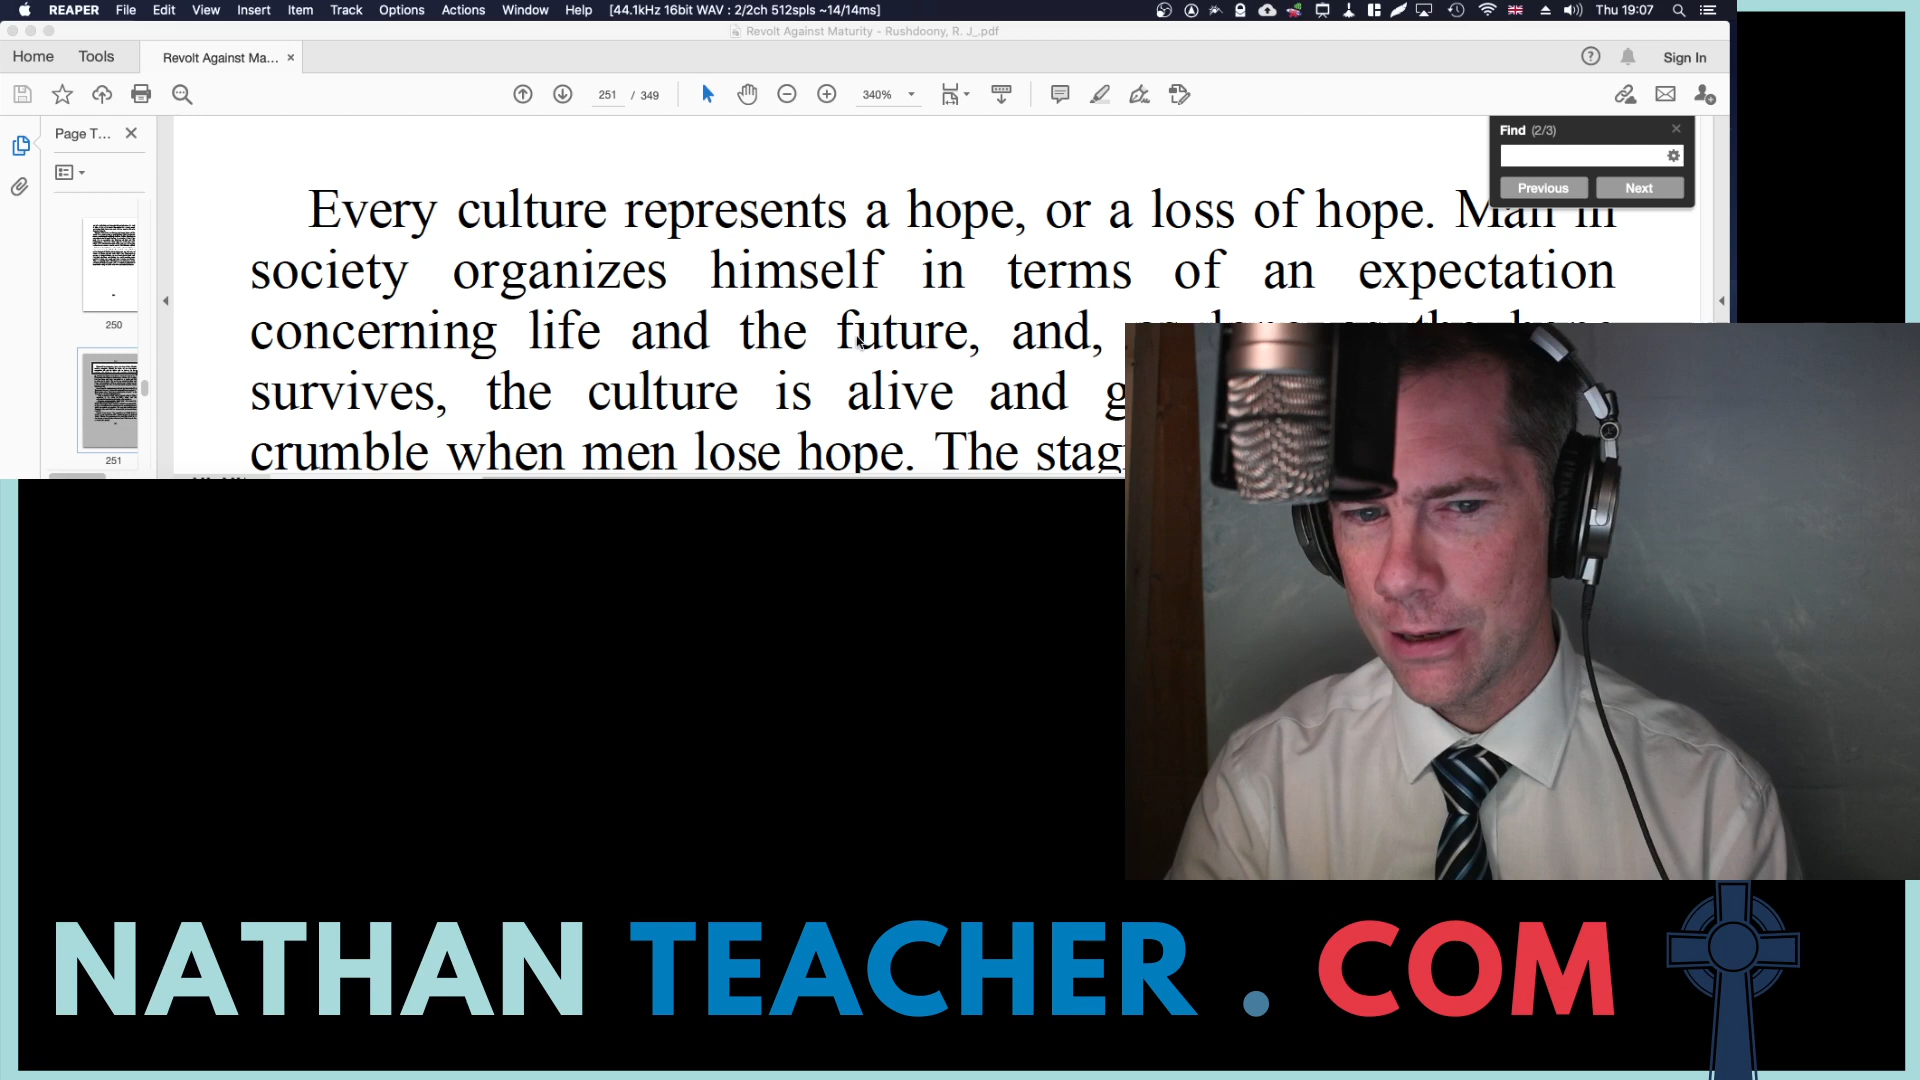 REAPER File Edit View Insert Item Track Options Actions Window Help [44.1kHz 16bit WAV : 2/2ch 512spls ~14/14ms] Thu 19:07
Revolt Against Maturity - Rushdoony, R. J_.pdf
Home Tools Revolt Against Ma... × Sign In
251 / 349 340%
Page T...
Find (2/3)
Previous Next
250
251
Every culture represents a hope, or a loss of hope. Man in
society organizes himself in terms of an expectation
concerning life and the future, and,
survives, the culture is alive and
crumble when men lose hope. The
NATHAN TEACHER . COM